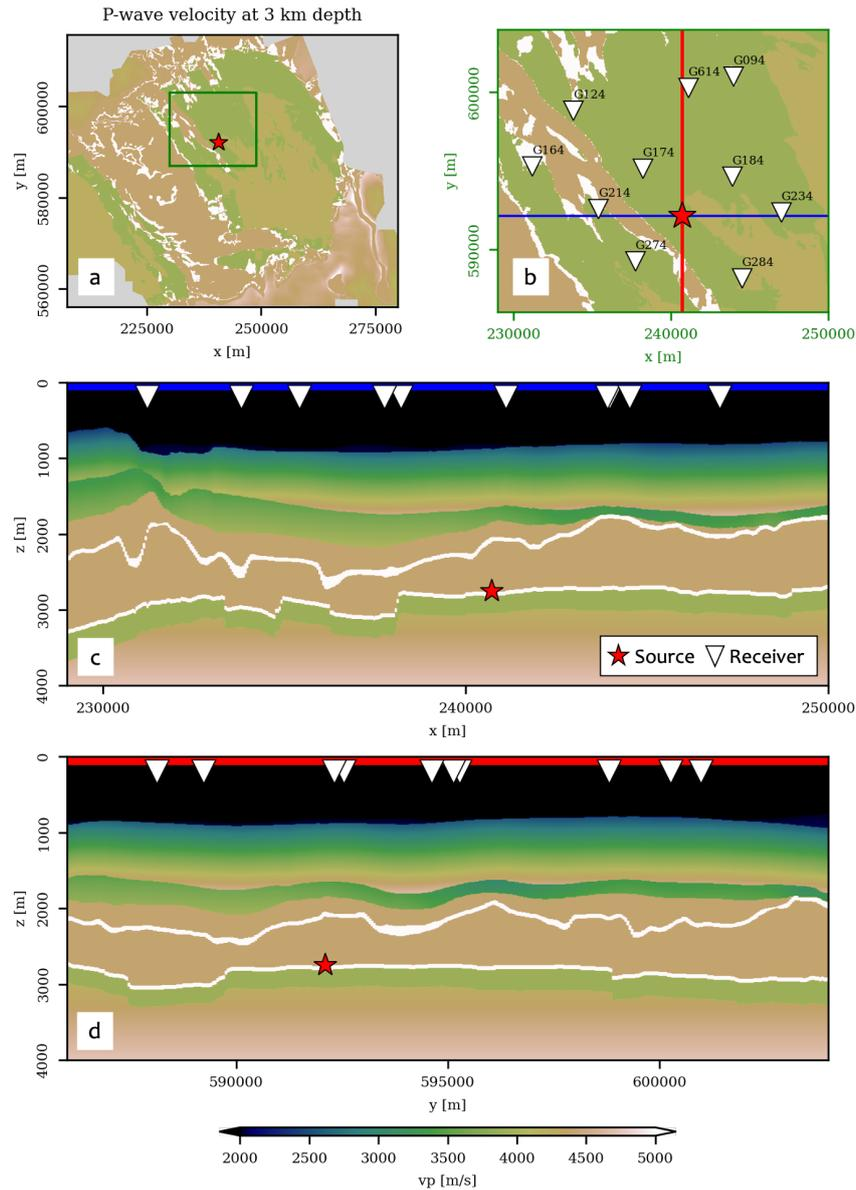 P-wave velocity at 3 km depth
600000
580000
560000
y [m]
a
225000 250000 275000
x [m]
600000
590000
y [m]
G094
G614
G124
G164
G174
G184
G214
G234
G274
G284
b
230000 240000 250000
x [m]
0
1000
2000
3000
4000
z [m]
c
Source Receiver
230000 240000 250000
x [m]
0
1000
2000
3000
4000
z [m]
d
590000 595000 600000
y [m]
2000 2500 3000 3500 4000 4500 5000
vp [m/s]